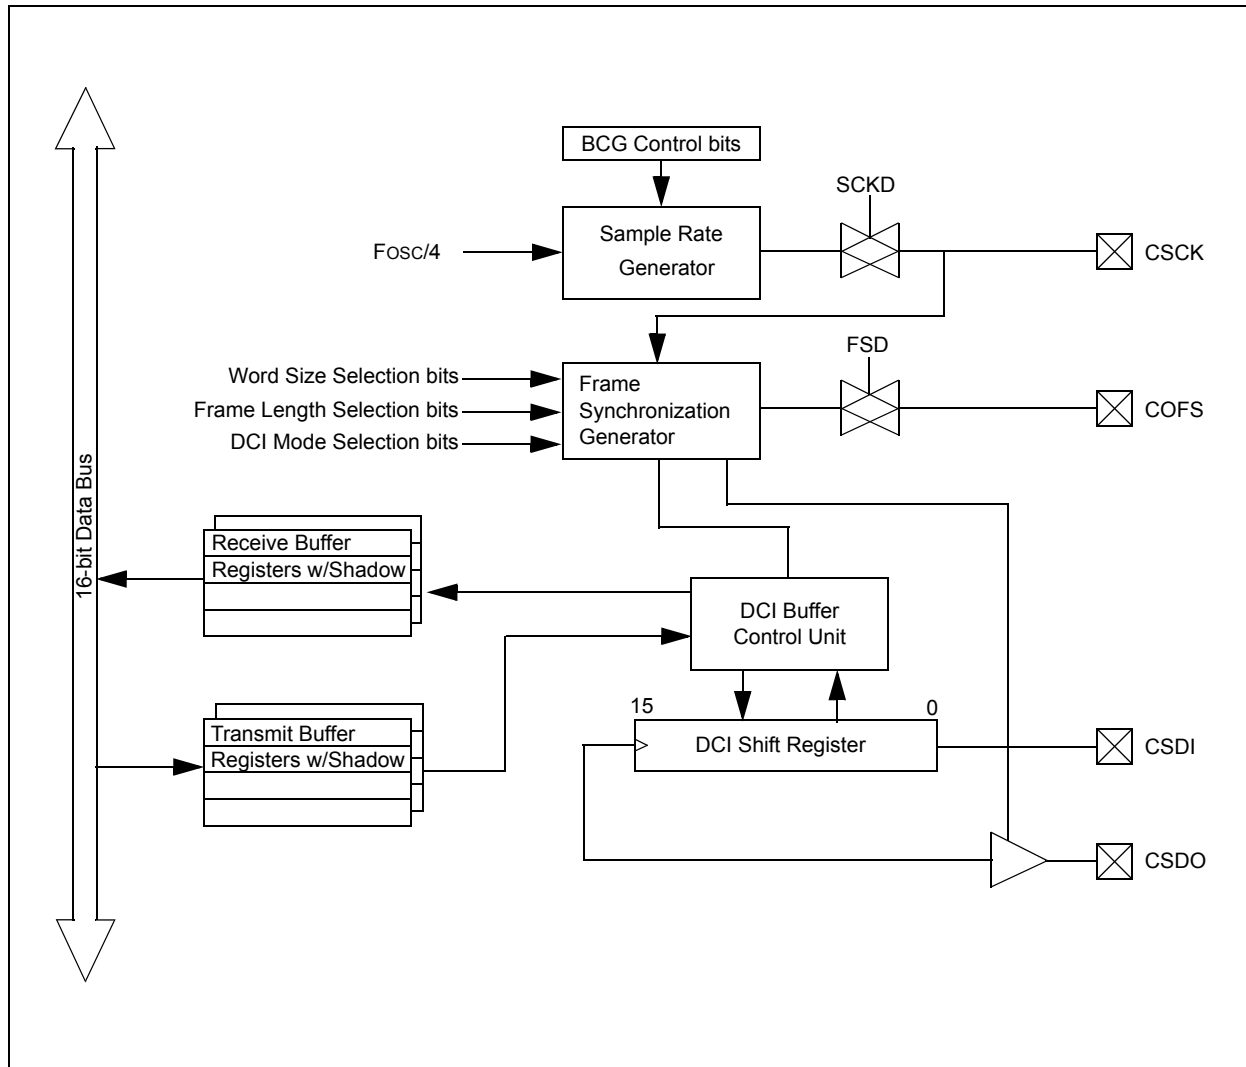 BCG Control bits
SCKD
Sample Rate
Generator
FOSC/4
CSCK
FSD
Word Size Selection bits
Frame Length Selection bits
DCI Mode Selection bits
Frame
Synchronization
Generator
COFS
16-bit Data Bus
Receive Buffer
Registers w/Shadow
DCI Buffer
Control Unit
15
0
Transmit Buffer
Registers w/Shadow
DCI Shift Register
CSDI
CSDO